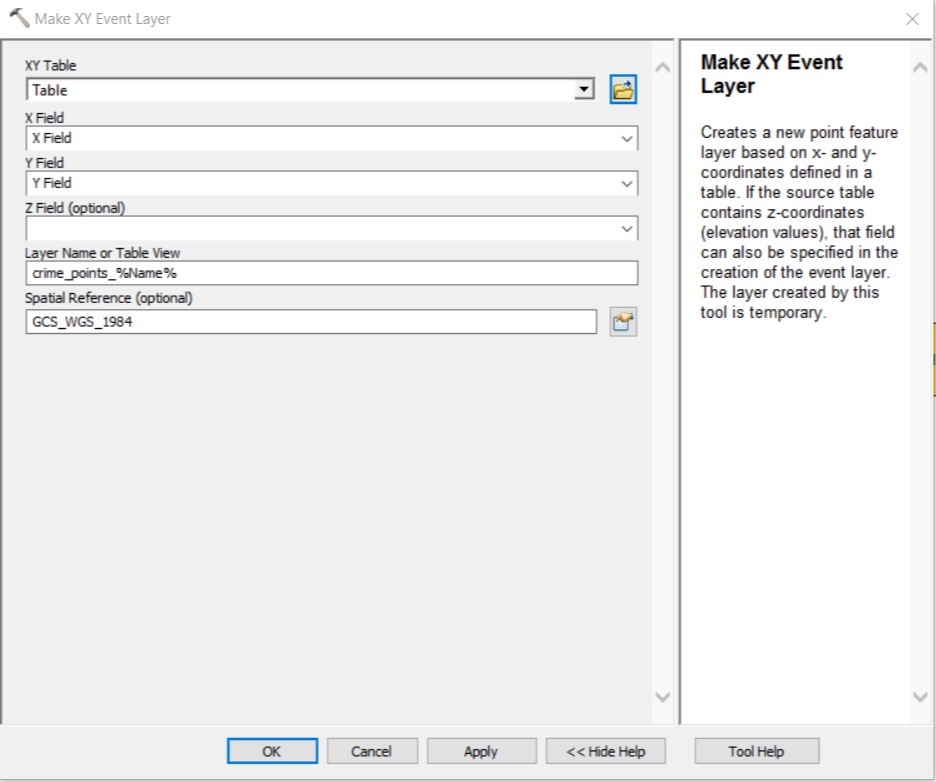 Make XY Event Layer
XY Table
Table
X Field
X Field
Y Field
Y Field
Z Field (optional)
Layer Name or Table View
crime_points_%Name%
Spatial Reference (optional)
GCS_WGS_1984
OK
Cancel
Apply
<< Hide Help
Make XY Event
Layer
Creates a new point feature
layer based on x- and y-
coordinates defined in a
table. If the source table
contains z-coordinates
(elevation values), that field
can also be specified in the
creation of the event layer.
The layer created by this
tool is temporary.
Tool Help